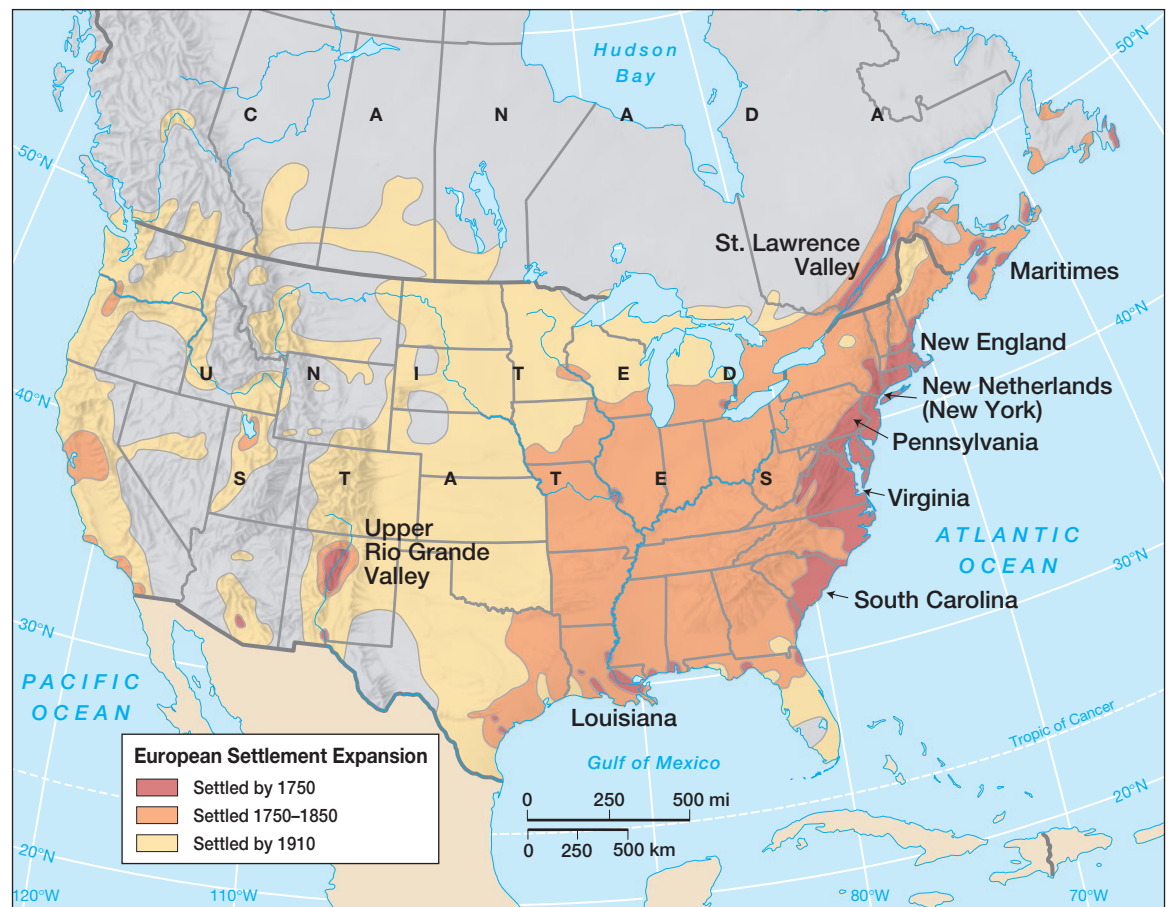 Hudson
Bay
50°N
C A N A D A
50°N
St. Lawrence
Valley
Maritimes
40°N
New England
U N I T E D
New Netherlands
(New York)
40°N
Pennsylvania
S T A T E S
Virginia
Upper
Rio Grande
Valley
ATLANTIC
OCEAN
30°N
South Carolina
30°N
PACIFIC
OCEAN
Louisiana
Tropic of Cancer
Gulf of Mexico
European Settlement Expansion
Settled by 1750
Settled 1750–1850
Settled by 1910
0 250 500 mi
0 250 500 km
20°N
20°N
120°W
110°W
80°W
70°W